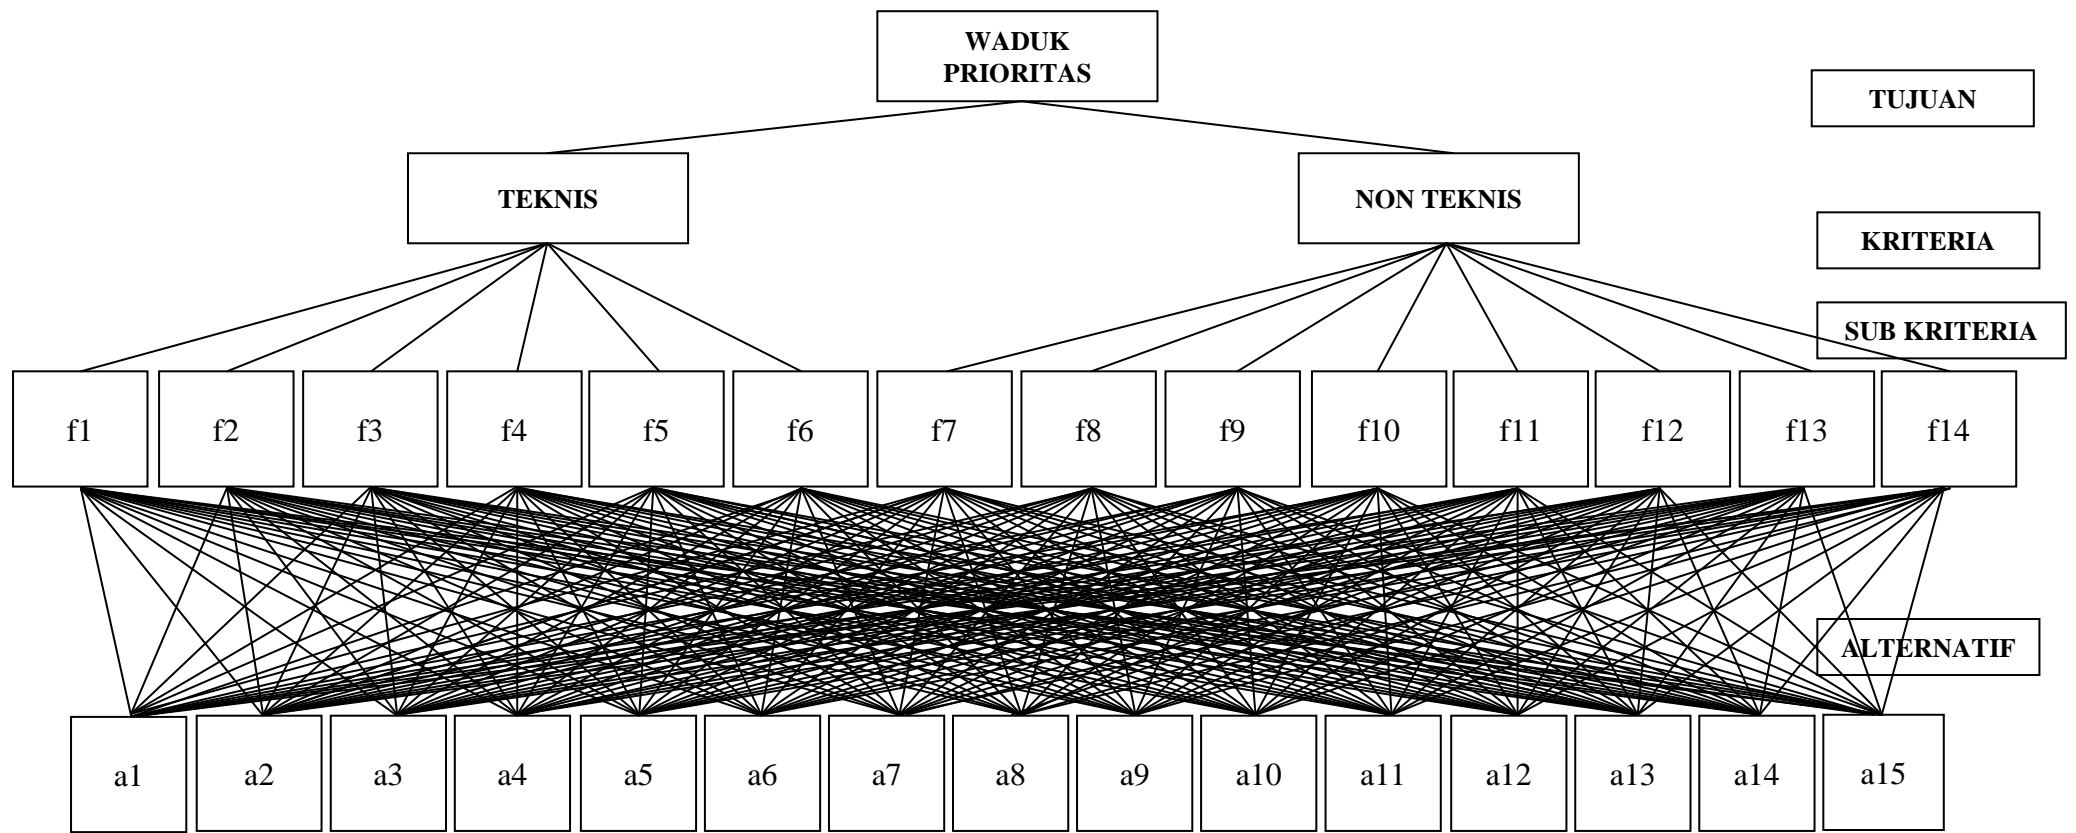 WADUK
PRIORITAS
TUJUAN
TEKNIS
NON TEKNIS
KRITERIA
SUB KRITERIA
f1
f2
f3
f4
f5
f6
f7
f8
f9
f10
f11
f12
f13
f14
ALTERNATIF
a1
a2
a3
a4
a5
a6
a7
a8
a9
a10
a11
a12
a13
a14
a15